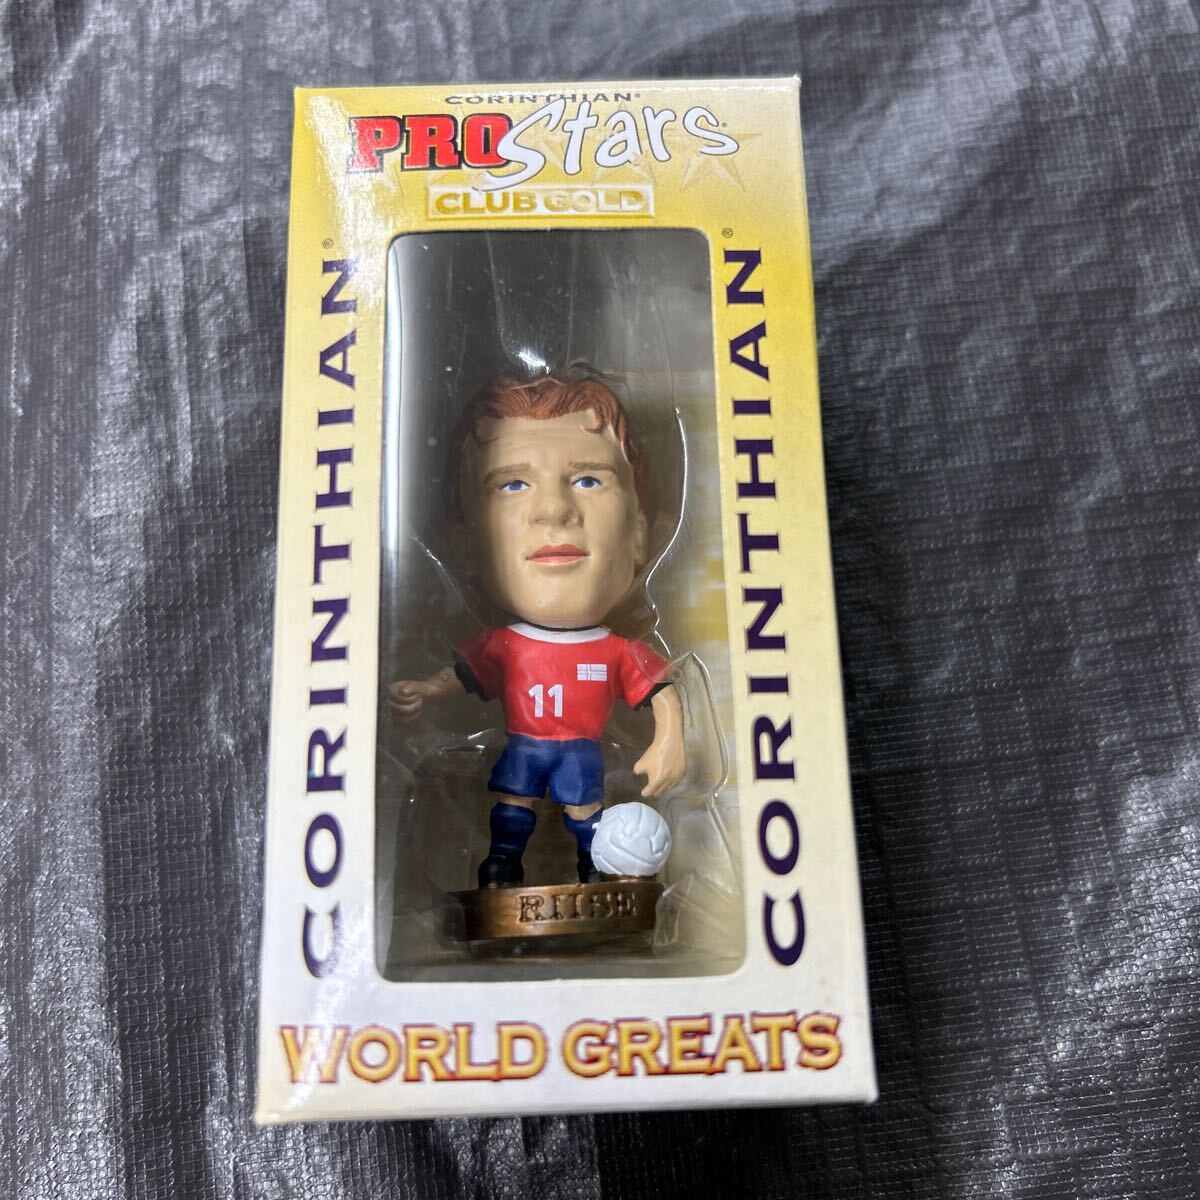 CORINTHIAN®
PROStars
CLUB GOLD
CORINTHIAN®
CORINTHIAN®
11
RIISE
WORLD GREATS